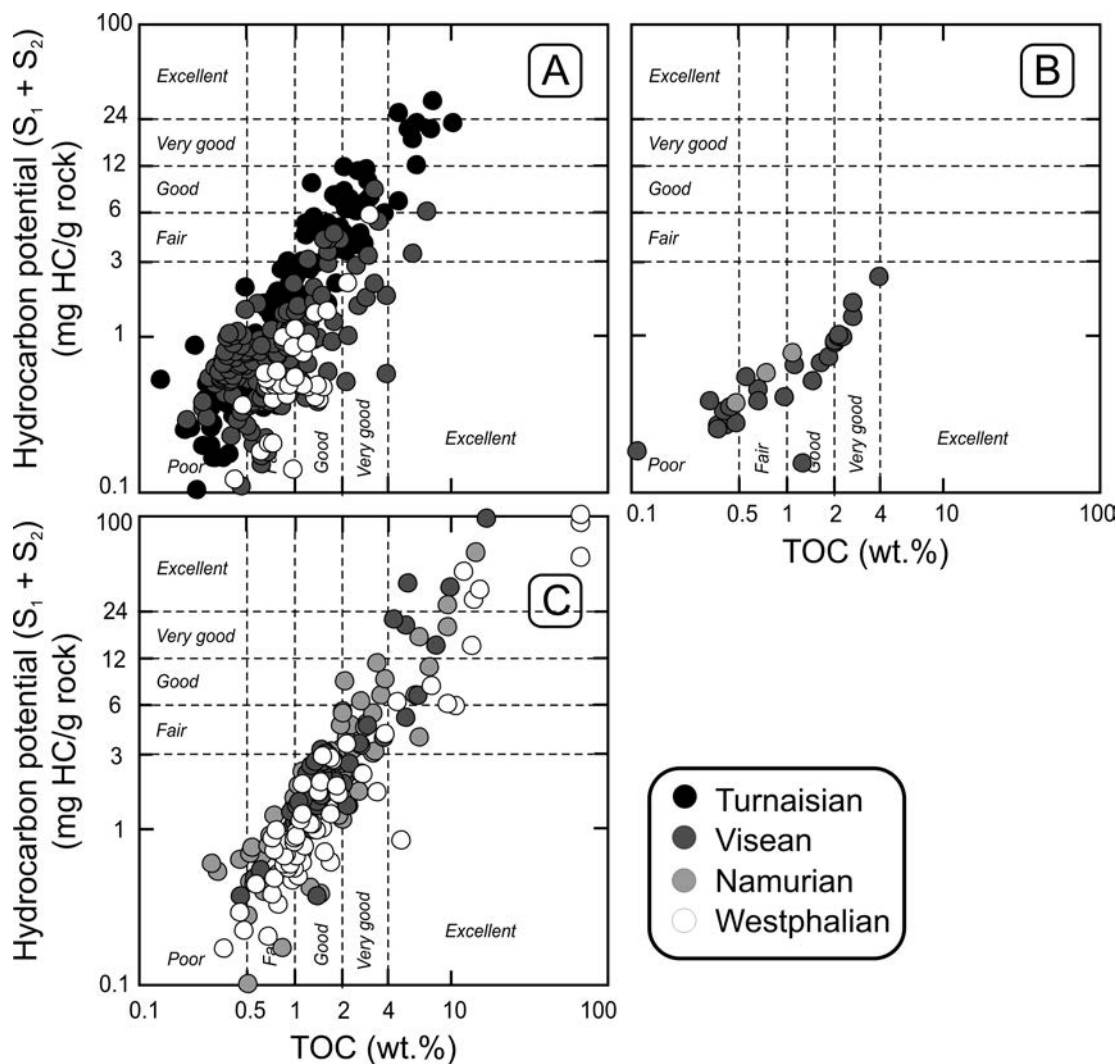 Hydrocarbon potential (S₁ + S₂)
(mg HC/g rock)
100
24
12
6
3
1
0.1
Excellent
Very good
Good
Fair
Poor
Good
Very good
Excellent
A
Excellent
Very good
Good
Fair
Poor
Fair
Good
Very good
Excellent
B
0.1
0.5
1
2
4
100
TOC (wt.%)
Hydrocarbon potential (S₁ + S₂)
(mg HC/g rock)
100
24
12
6
3
1
0.1
Excellent
Very good
Good
Fair
Poor
Good
Very good
Excellent
C
0.1
0.5
1
2
4
10
100
TOC (wt.%)
Turnaisian
Visean
Namurian
Westphalian